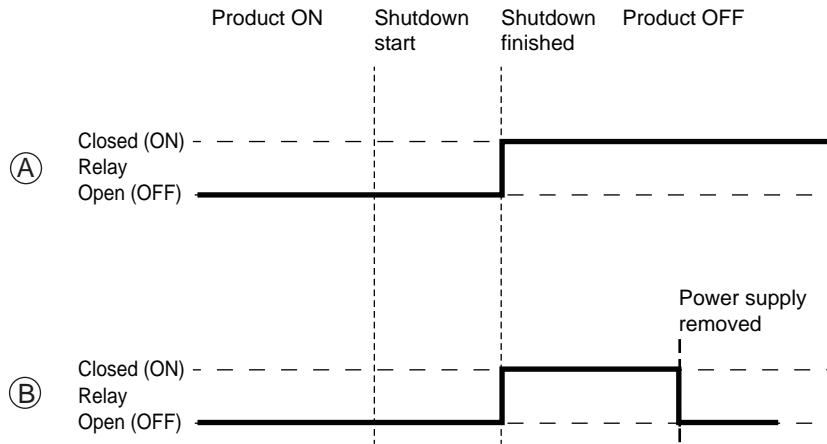 Product ON
Shutdown
start
Shutdown
finished
Product OFF
A
Closed (ON)
Relay
Open (OFF)
Power supply
removed
B
Closed (ON)
Relay
Open (OFF)